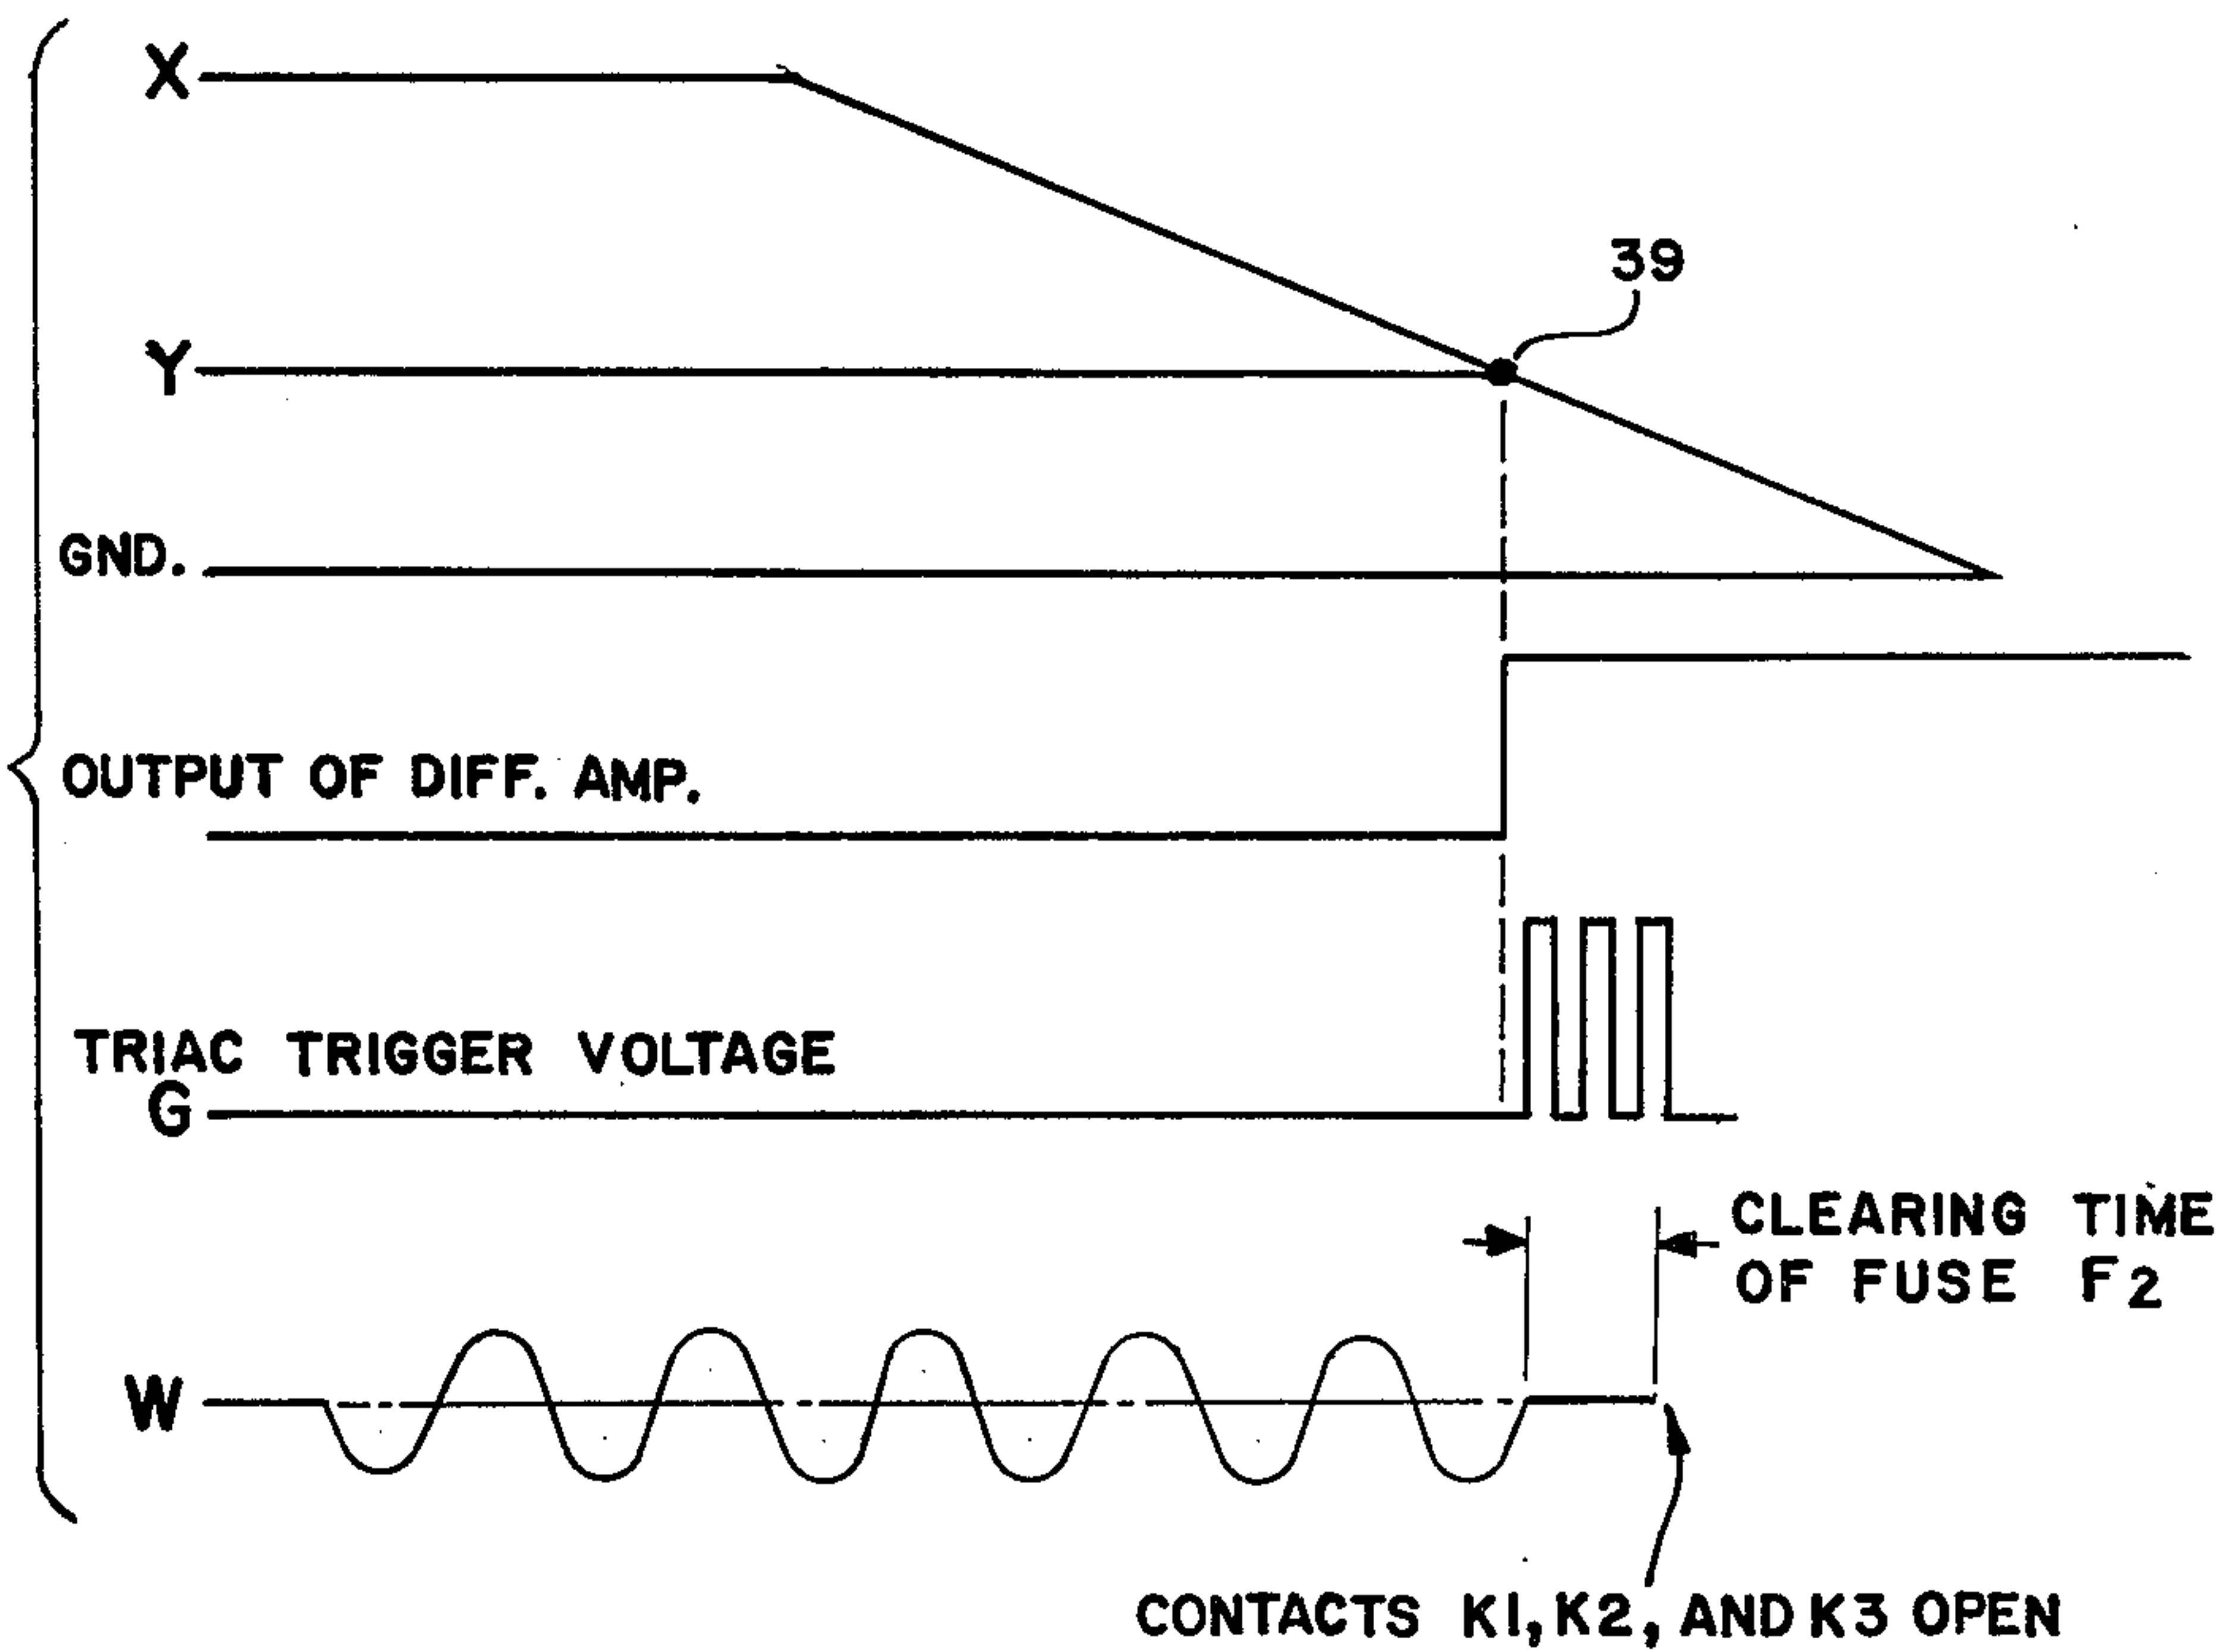 X
39
Y
GND.
OUTPUT OF DIFF. AMP.
TRIAC TRIGGER VOLTAGE
G
CLEARING TIME
OF FUSE F2
W
CONTACTS K1, K2, AND K3 OPEN